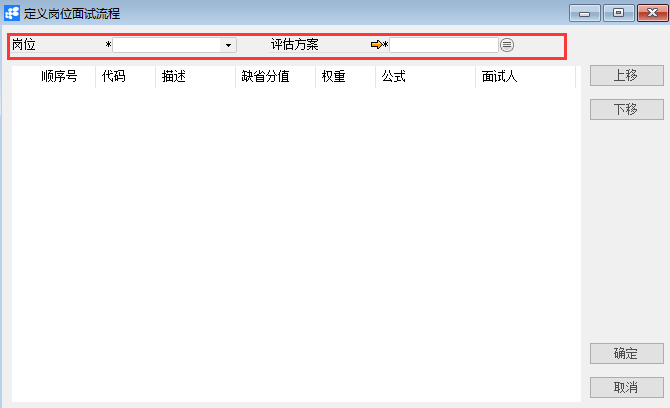 定义岗位面试流程
岗位 * 评估方案 *
顺序号 代码 描述 缺省分值 权重 公式 面试人
上移
下移
确定
取消